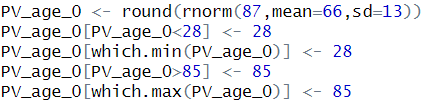 PV_age_0 <- round(rnorm(87,mean=66,sd=13))
PV_age_0[PV_age_0<28] <- 28
PV_age_0[which.min(PV_age_0)] <- 28
PV_age_0[PV_age_0>85] <- 85
PV_age_0[which.max(PV_age_0)] <- 85